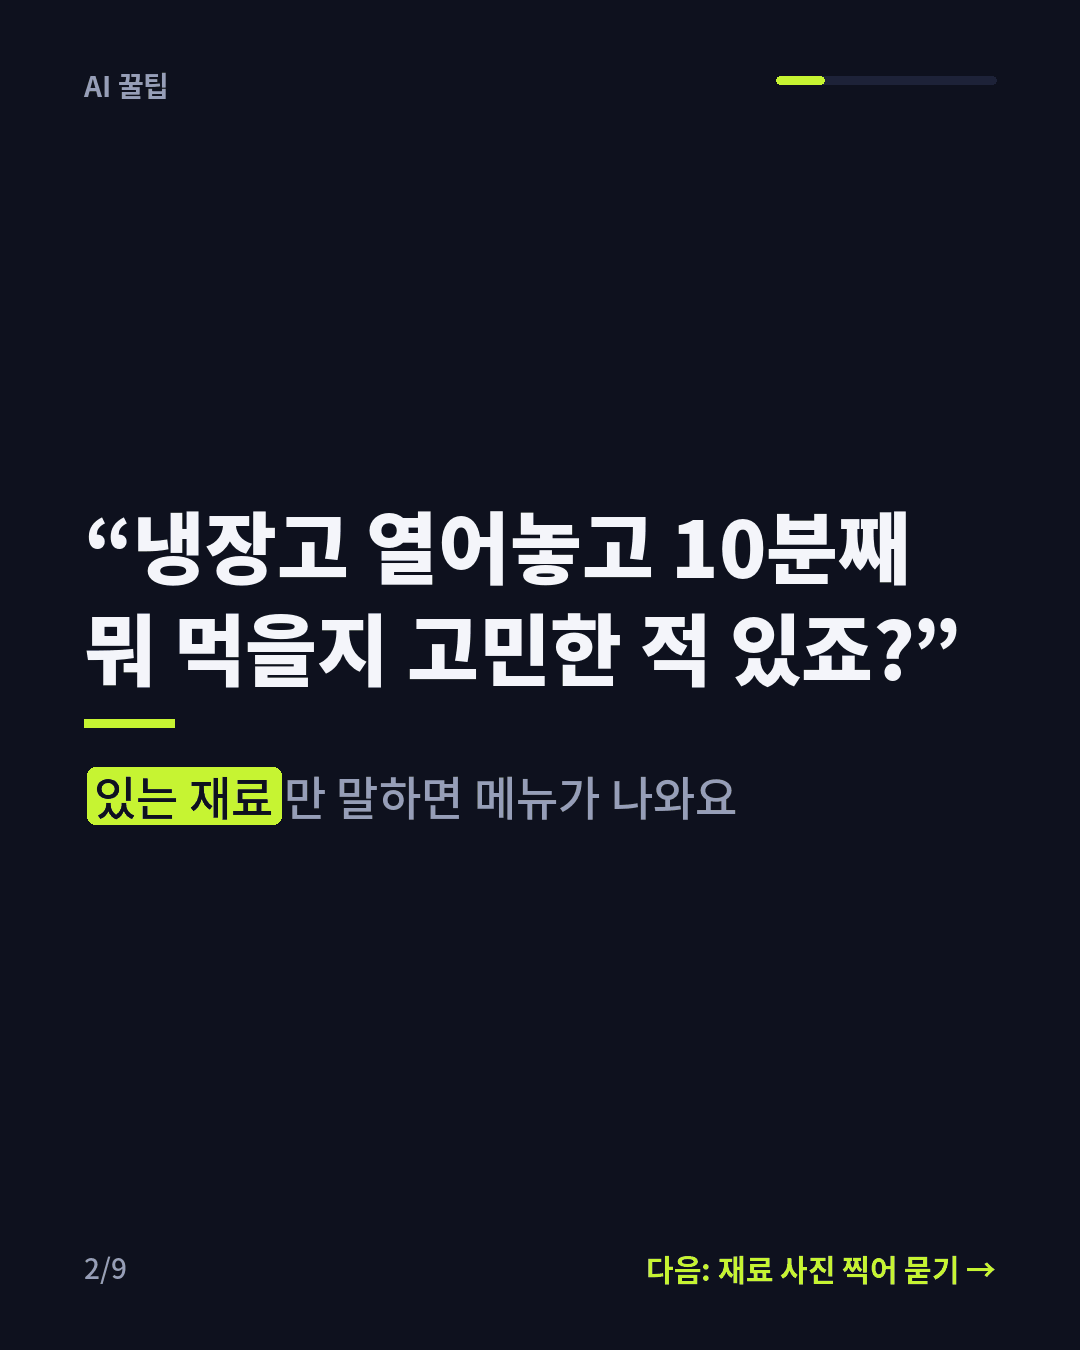 AI 꿀팁
“냉장고 열어놓고 10분째
뭐 먹을지 고민한 적 있죠?”
있는 재료만 말하면 메뉴가 나와요
2/9
다음: 재료 사진 찍어 묻기 →